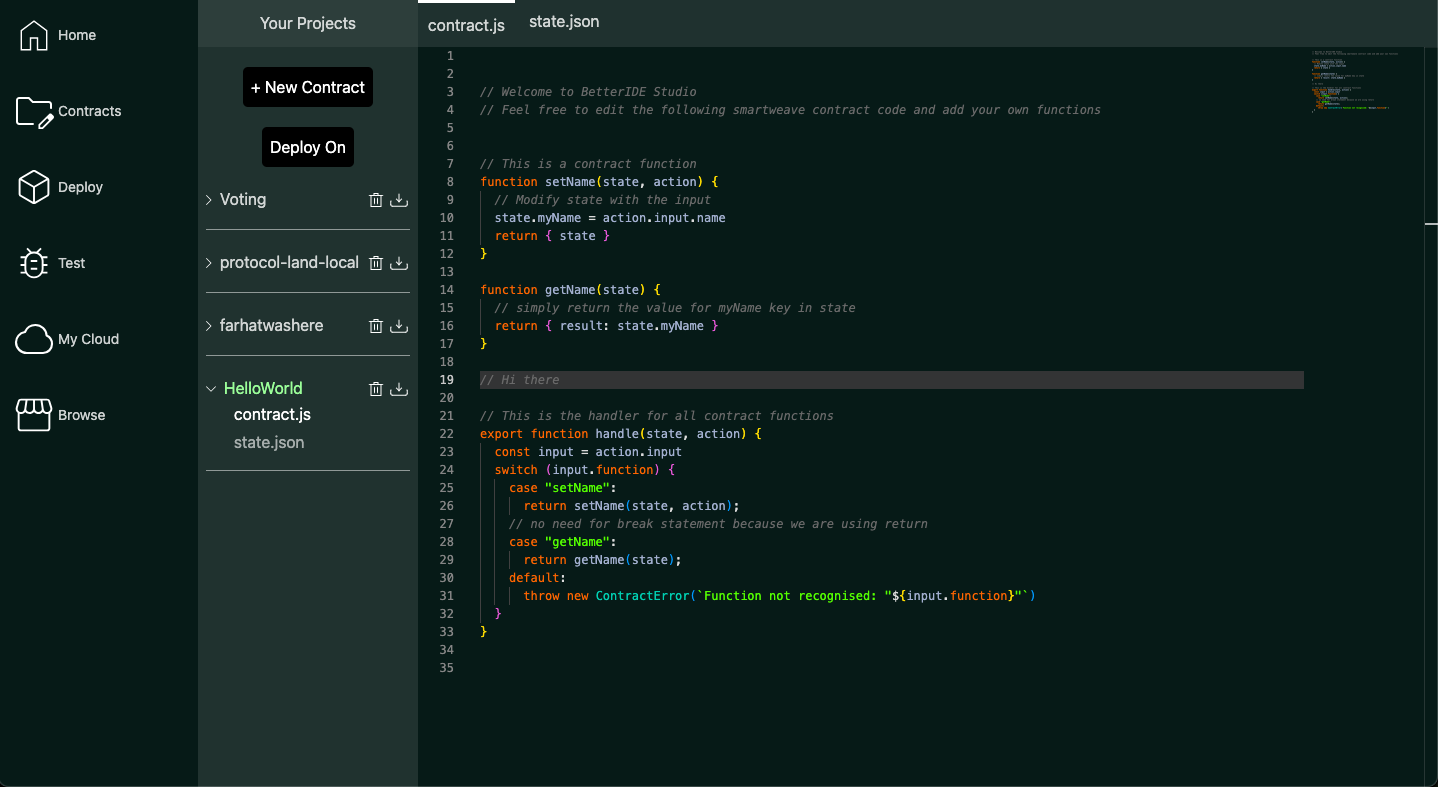 Home
Contracts
Deploy
Test
My Cloud
Browse
Your Projects
+ New Contract
Deploy On
Voting
protocol-land-local
farhatwashere
HelloWorld
contract.js
state.json
contract.js
state.json
1
2
3 // Welcome to BetterIDE Studio
4 // Feel free to edit the following smartweave contract code and add your own functions
5
6
7 // This is a contract function
8 function setName(state, action) {
9 // Modify state with the input
10 state.myName = action.input.name
11 return { state }
12 }
13
14 function getName(state) {
15 // simply return the value for myName key in state
16 return { result: state.myName }
17 }
18
19 // Hi there
20
21 // This is the handler for all contract functions
22 export function handle(state, action) {
23 const input = action.input
24 switch (input.function) {
25 case "setName":
26 return setName(state, action);
27 // no need for break statement because we are using return
28 case "getName":
29 return getName(state);
30 default:
31 throw new ContractError(`Function not recognised: "${input.function}"`)
32 }
33 }
34
35